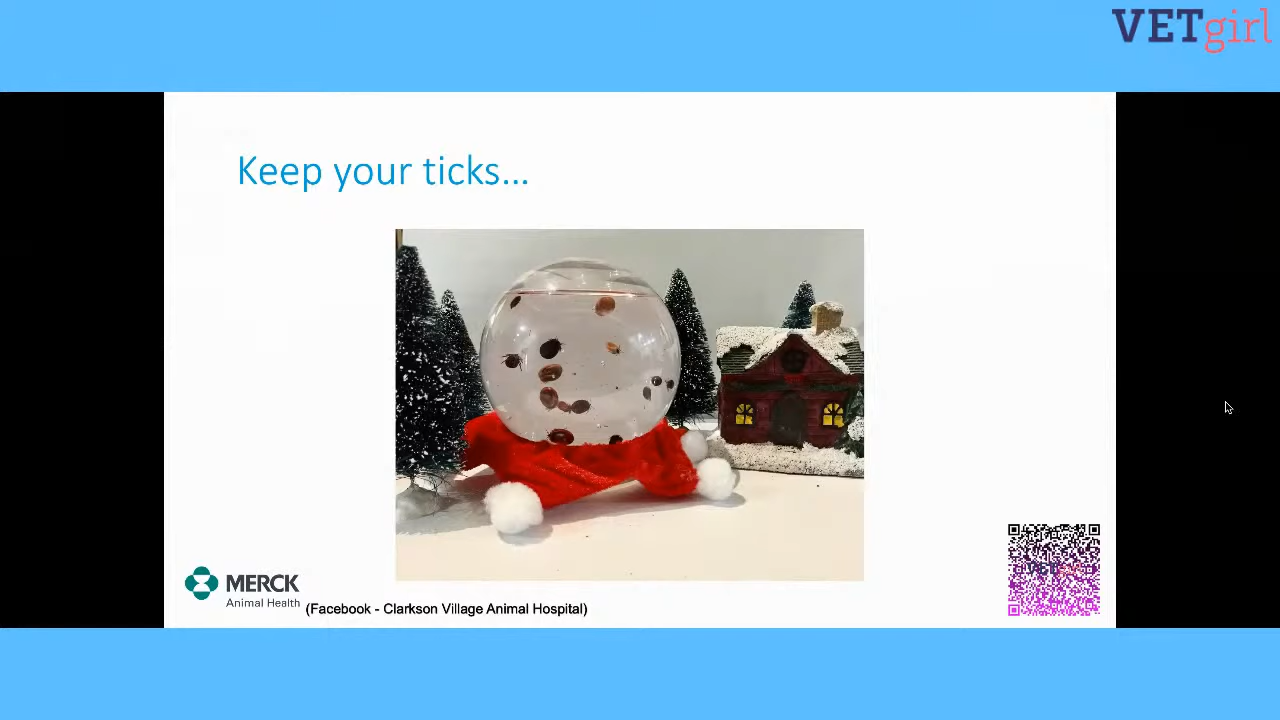 VETgirl
Keep your ticks...
MERCK
Animal Health
(Facebook - Clarkson Village Animal Hospital)